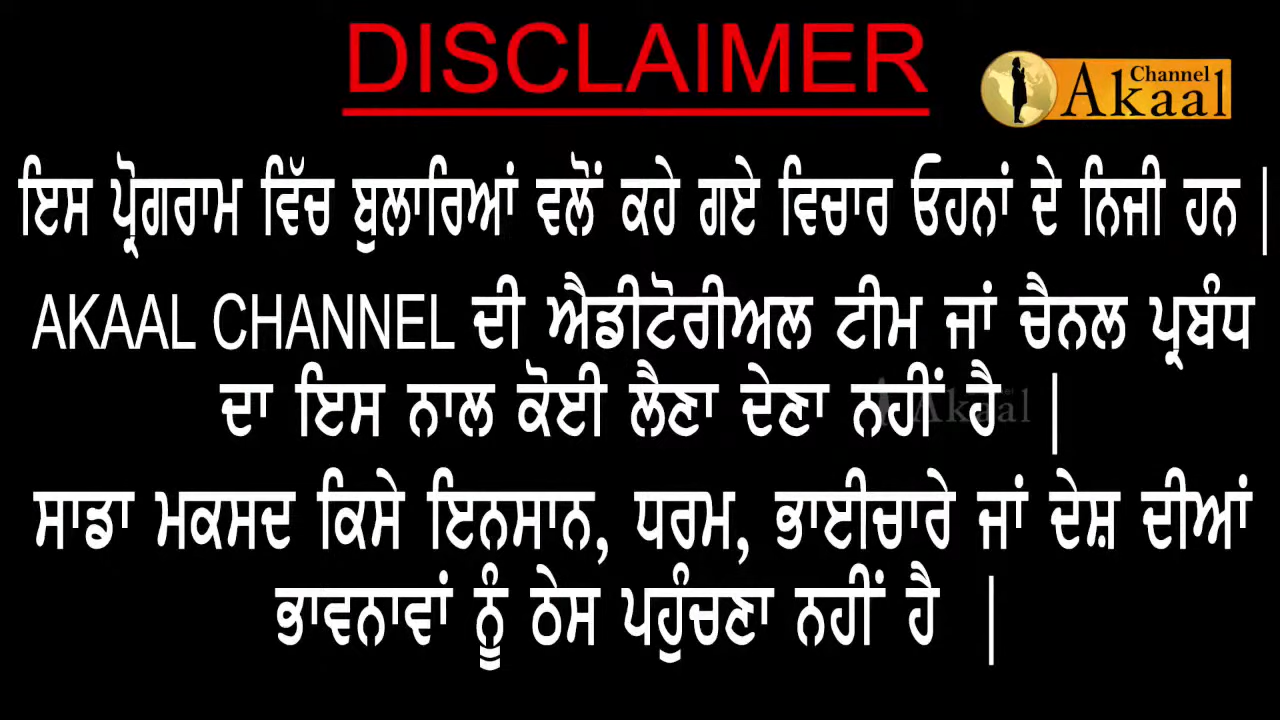 DISCLAIMER
Channel
Akaal
ਇਸ ਪ੍ਰੋਗਰਾਮ ਵਿੱਚ ਬੁਲਾਰਿਆਂ ਵਲੋਂ ਕਹੇ ਗਏ ਵਿਚਾਰ ਓਹਨਾਂ ਦੇ ਨਿਜੀ ਹਨ |
AKAAL CHANNEL ਦੀ ਐਡੀਟੋਰੀਅਲ ਟੀਮ ਜਾਂ ਚੈਨਲ ਪ੍ਰਬੰਧ
ਦਾ ਇਸ ਨਾਲ ਕੋਈ ਲੈਣਾ ਦੇਣਾ ਨਹੀਂ ਹੈ |
Akaal
ਸਾਡਾ ਮਕਸਦ ਕਿਸੇ ਇਨਸਾਨ, ਧਰਮ, ਭਾਈਚਾਰੇ ਜਾਂ ਦੇਸ਼ ਦੀਆਂ
ਭਾਵਨਾਵਾਂ ਨੂੰ ਠੇਸ ਪਹੁੰਚਣਾ ਨਹੀਂ ਹੈ |